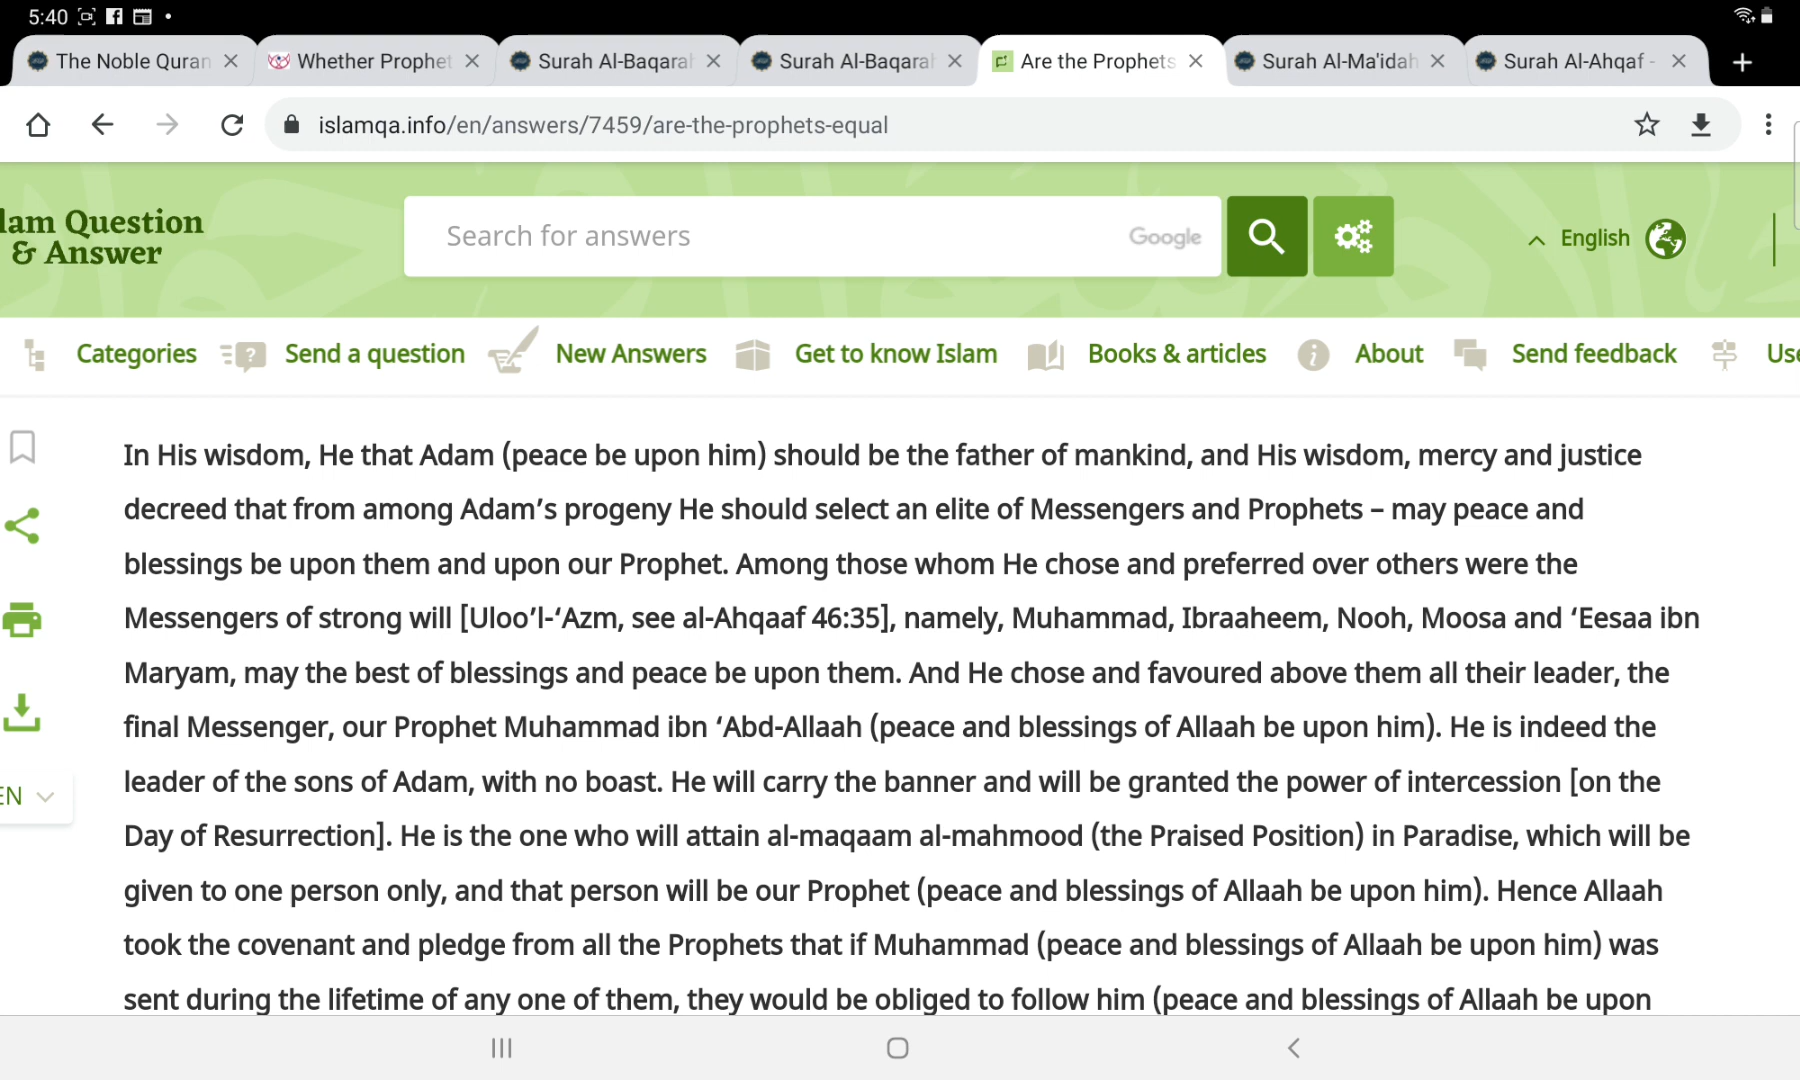 5:40
The Noble Quran
Whether Prophet
Surah Al-Baqarah
Surah Al-Baqarah
Are the Prophets
Surah Al-Ma'idah
Surah Al-Ahqaf -
islamqa.info/en/answers/7459/are-the-prophets-equal
lam Question
& Answer
Search for answers
Google
English
Categories
Send a question
New Answers
Get to know Islam
Books & articles
About
Send feedback
Use
In His wisdom, He that Adam (peace be upon him) should be the father of mankind, and His wisdom, mercy and justice
decreed that from among Adam’s progeny He should select an elite of Messengers and Prophets – may peace and
blessings be upon them and upon our Prophet. Among those whom He chose and preferred over others were the
Messengers of strong will [Uloo’l-‘Azm, see al-Ahqaaf 46:35], namely, Muhammad, Ibraaheem, Nooh, Moosa and ‘Eesaa ibn
Maryam, may the best of blessings and peace be upon them. And He chose and favoured above them all their leader, the
final Messenger, our Prophet Muhammad ibn ‘Abd-Allaah (peace and blessings of Allaah be upon him). He is indeed the
leader of the sons of Adam, with no boast. He will carry the banner and will be granted the power of intercession [on the
Day of Resurrection]. He is the one who will attain al-maqaam al-mahmood (the Praised Position) in Paradise, which will be
given to one person only, and that person will be our Prophet (peace and blessings of Allaah be upon him). Hence Allaah
took the covenant and pledge from all the Prophets that if Muhammad (peace and blessings of Allaah be upon him) was
sent during the lifetime of any one of them, they would be obliged to follow him (peace and blessings of Allaah be upon
EN